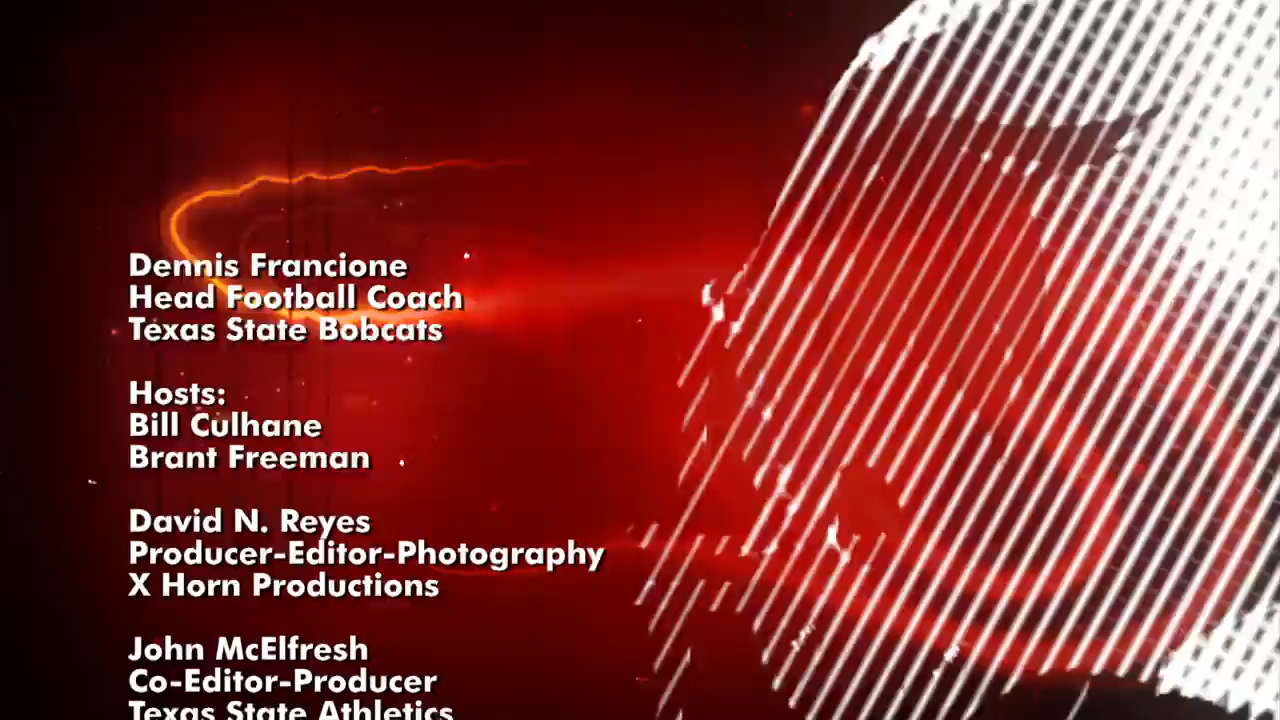 Dennis Francione
Head Football Coach
Texas State Bobcats
Hosts:
Bill Culhane
Brant Freeman
David N. Reyes
Producer-Editor-Photography
X Horn Productions
John McElfresh
Co-Editor-Producer
Texas State Athletics